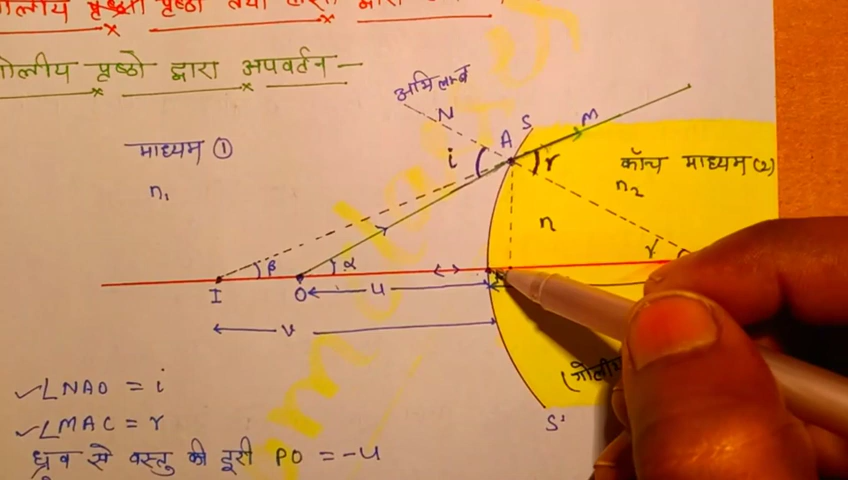 गोलीय पृष्ठो द्वारा अपवर्तन —
अभिलम्ब
N
A
S
M
माध्यम ①
n₁
i
r
काँच माध्यम (2)
n₂
n
γ
β
α
I
O
u
v
(गोलीय
S'
✓∠NAO = i
✓∠MAC = r
ध्रुव से वस्तु की दूरी PO = -u